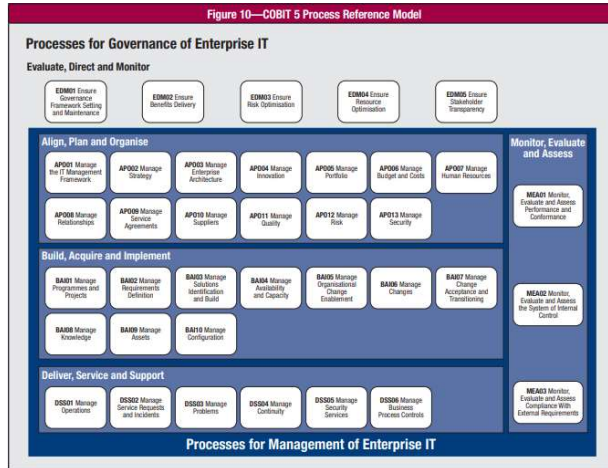 Figure 10—COBIT 5 Process Reference Model
Processes for Governance of Enterprise IT
Evaluate, Direct and Monitor
EDM01 Ensure
Governance
Framework Setting
and Maintenance
EDM02 Ensure
Benefits Delivery
EDM03 Ensure
Risk Optimisation
EDM04 Ensure
Resource
Optimisation
EDM05 Ensure
Stakeholder
Transparency
Align, Plan and Organise
APO01 Manage
the IT Management
Framework
APO02 Manage
Strategy
APO03 Manage
Enterprise
Architecture
APO04 Manage
Innovation
APO05 Manage
Portfolio
APO06 Manage
Budget and Costs
APO07 Manage
Human Resources
APO08 Manage
Relationships
APO09 Manage
Service
Agreements
APO10 Manage
Suppliers
APO11 Manage
Quality
APO12 Manage
Risk
APO13 Manage
Security
Build, Acquire and Implement
BAI01 Manage
Programmes and
Projects
BAI02 Manage
Requirements
Definition
BAI03 Manage
Solutions
Identification
and Build
BAI04 Manage
Availability
and Capacity
BAI05 Manage
Organisational
Change
Enablement
BAI06 Manage
Changes
BAI07 Manage
Change
Acceptance and
Transitioning
BAI08 Manage
Knowledge
BAI09 Manage
Assets
BAI10 Manage
Configuration
Deliver, Service and Support
DSS01 Manage
Operations
DSS02 Manage
Service Requests
and Incidents
DSS03 Manage
Problems
DSS04 Manage
Continuity
DSS05 Manage
Security
Services
DSS06 Manage
Business
Process Controls
Monitor, Evaluate
and Assess
MEA01 Monitor,
Evaluate and Assess
Performance and
Conformance
MEA02 Monitor,
Evaluate and Assess
the System of Internal
Control
MEA03 Monitor,
Evaluate and Assess
Compliance With
External Requirements
Processes for Management of Enterprise IT